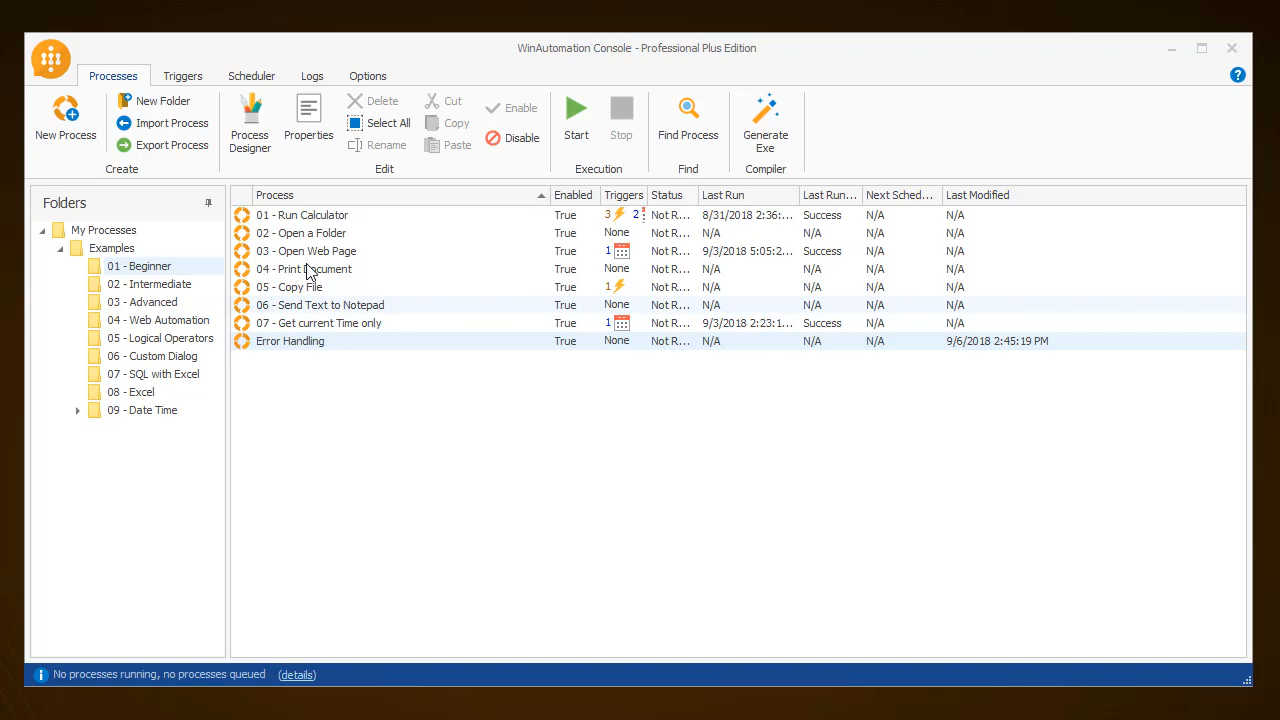 WinAutomation Console - Professional Plus Edition
Processes Triggers Scheduler Logs Options
New Process
New Folder
Import Process
Export Process
Create
Process Designer
Properties
Delete
Select All
Rename
Cut
Copy
Paste
Enable
Disable
Edit
Start
Stop
Execution
Find Process
Find
Generate Exe
Compiler
Folders
My Processes
Examples
01 - Beginner
02 - Intermediate
03 - Advanced
04 - Web Automation
05 - Logical Operators
06 - Custom Dialog
07 - SQL with Excel
08 - Excel
09 - Date Time
Process Enabled Triggers Status Last Run Last Run... Next Sched... Last Modified
01 - Run Calculator True 3 2 Not R... 8/31/2018 2:36:... Success N/A N/A
02 - Open a Folder True None Not R... N/A N/A N/A N/A
03 - Open Web Page True 1 Not R... 9/3/2018 5:05:2... Success N/A N/A
04 - Print Document True None Not R... N/A N/A N/A N/A
05 - Copy File True 1 Not R... N/A N/A N/A N/A
06 - Send Text to Notepad True None Not R... N/A N/A N/A N/A
07 - Get current Time only True 1 Not R... 9/3/2018 2:23:1... Success N/A N/A
Error Handling True None Not R... N/A N/A N/A 9/6/2018 2:45:19 PM
No processes running, no processes queued (details)